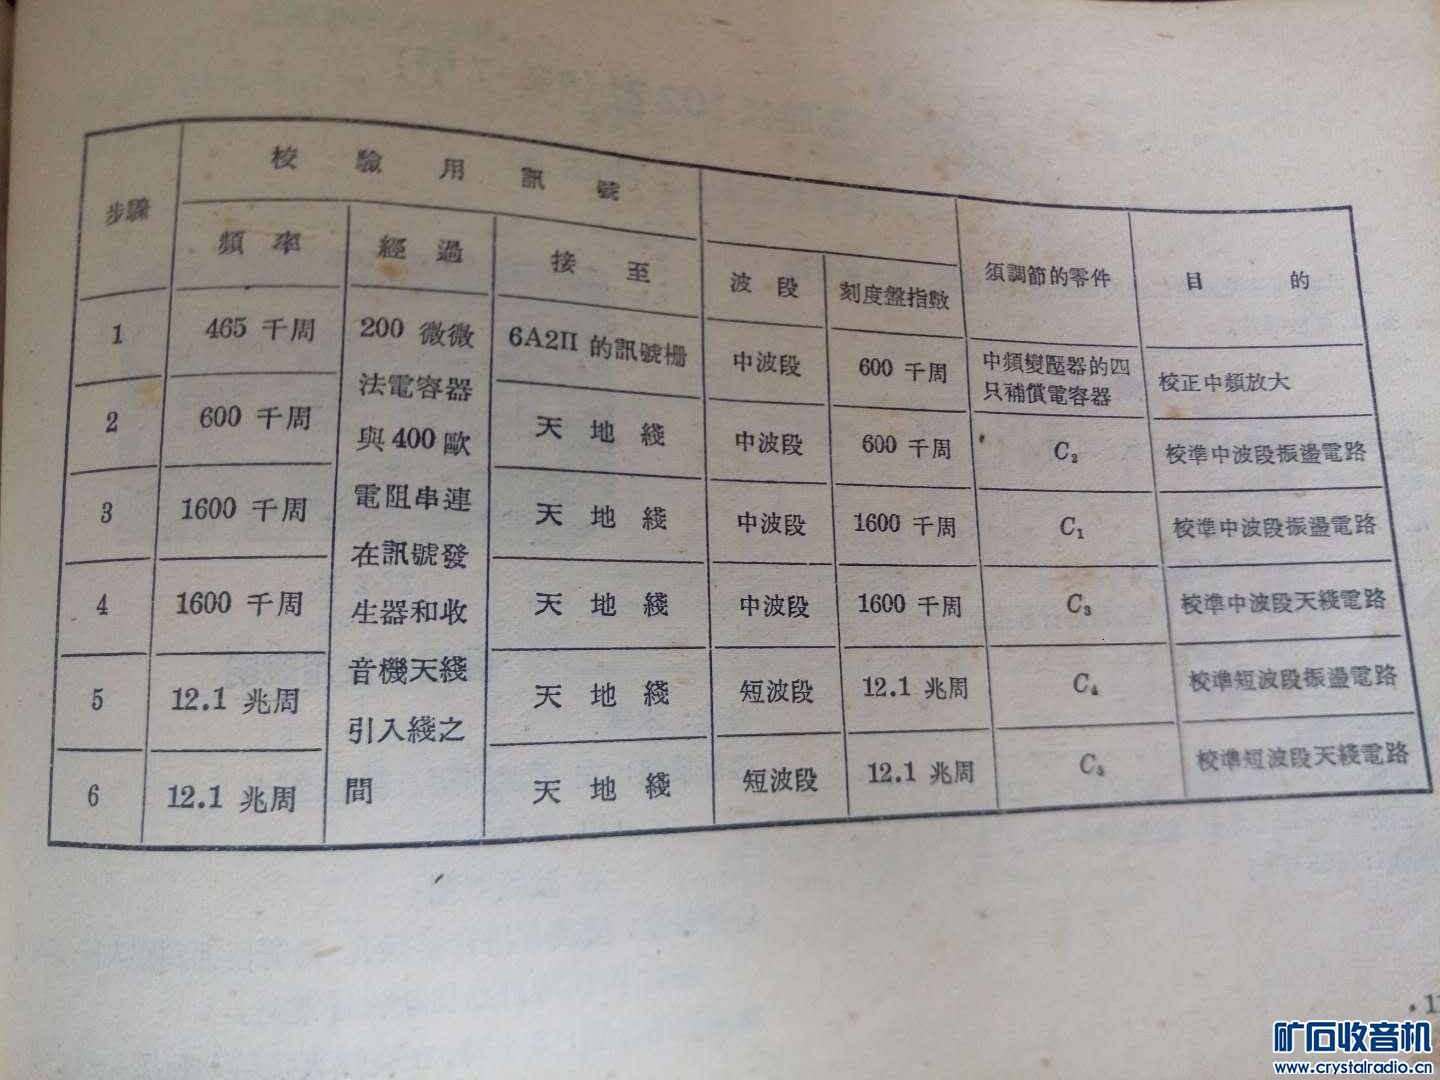 校驗用訊號
步驟 頻率 經過 接至 波段 刻度盤指數 須調節的零件 目的
1 465 千周 6A2П 的訊號柵 中波段 600 千周 中頻變壓器的四只補償電容器 校正中頻放大
2 600 千周 天地綫 中波段 600 千周 C₂ 校準中波段振盪電路
3 1600 千周 天地綫 中波段 1600 千周 C₁ 校準中波段振盪電路
4 1600 千周 天地綫 中波段 1600 千周 C₃ 校準中波段天綫電路
5 12.1 兆周 天地綫 短波段 12.1 兆周 C₄ 校準短波段振盪電路
6 12.1 兆周 天地綫 短波段 12.1 兆周 C₅ 校準短波段天綫電路
200 微微
法電容器
與400歐
電阻串連
在訊號發
生器和收
音機天綫
引入綫之
間
矿石收音机
www.crystalradio.cn